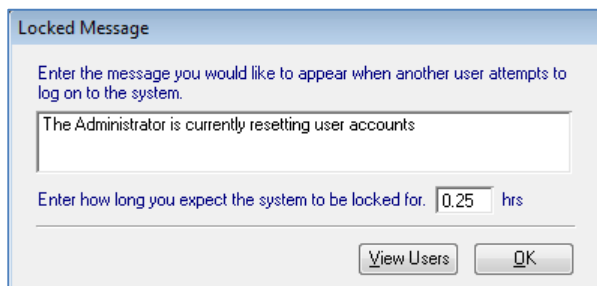 Locked Message
Enter the message you would like to appear when another user attempts to
log on to the system.
The Administrator is currently resetting user accounts
Enter how long you expect the system to be locked for. 0.25 hrs
View Users OK